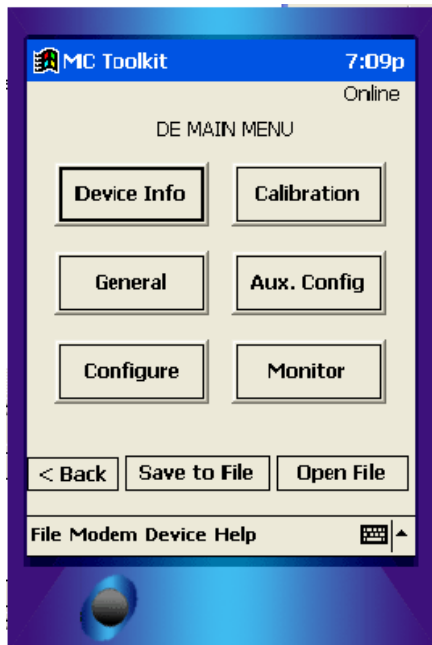 MC Toolkit 7:09p
Online
DE MAIN MENU
Device Info Calibration
General Aux. Config
Configure Monitor
< Back Save to File Open File
File Modem Device Help